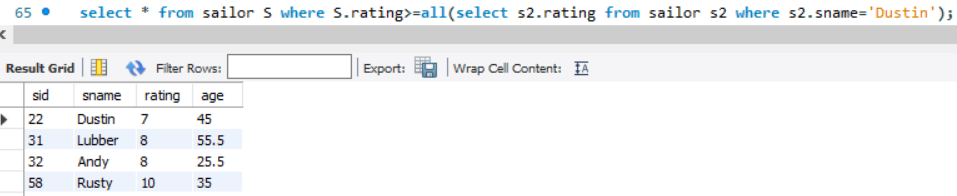 65 select * from sailor S where S.rating>=all(select s2.rating from sailor s2 where s2.sname='Dustin');
Result Grid Filter Rows: Export: Wrap Cell Content: IA
sid sname rating age
22 Dustin 7 45
31 Lubber 8 55.5
32 Andy 8 25.5
58 Rusty 10 35